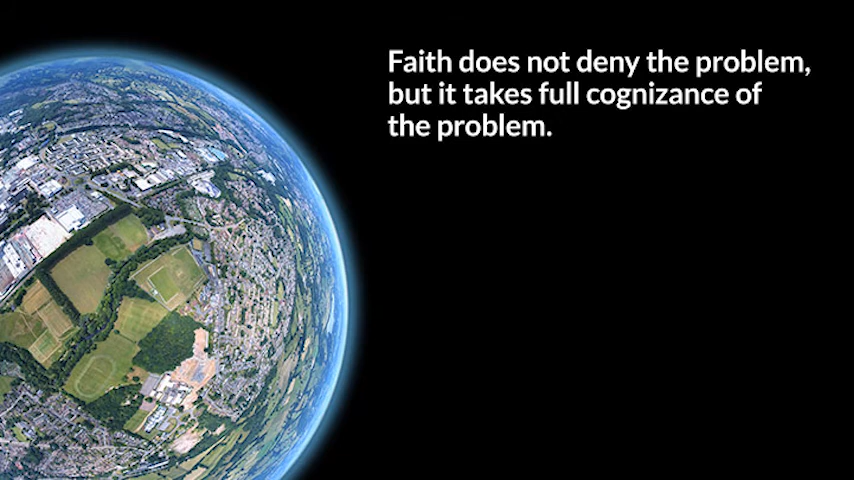 Faith does not deny the problem,
but it takes full cognizance of
the problem.